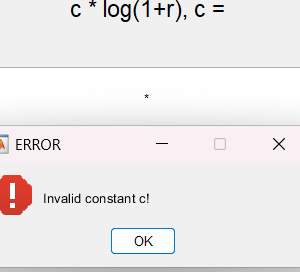 c * log(1+r), c =
*
ERROR
Invalid constant c!
OK